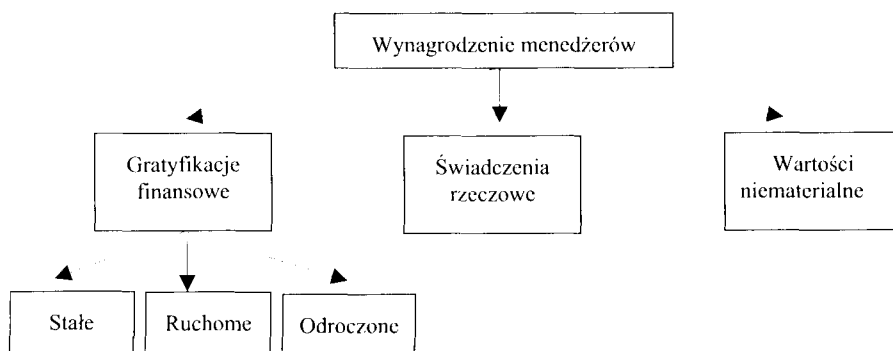 Wynagrodzenie menedżerów
Gratyfikacje
finansowe
Świadczenia
rzeczowe
Wartości
niematerialne
Stałe
Ruchome
Odroczone